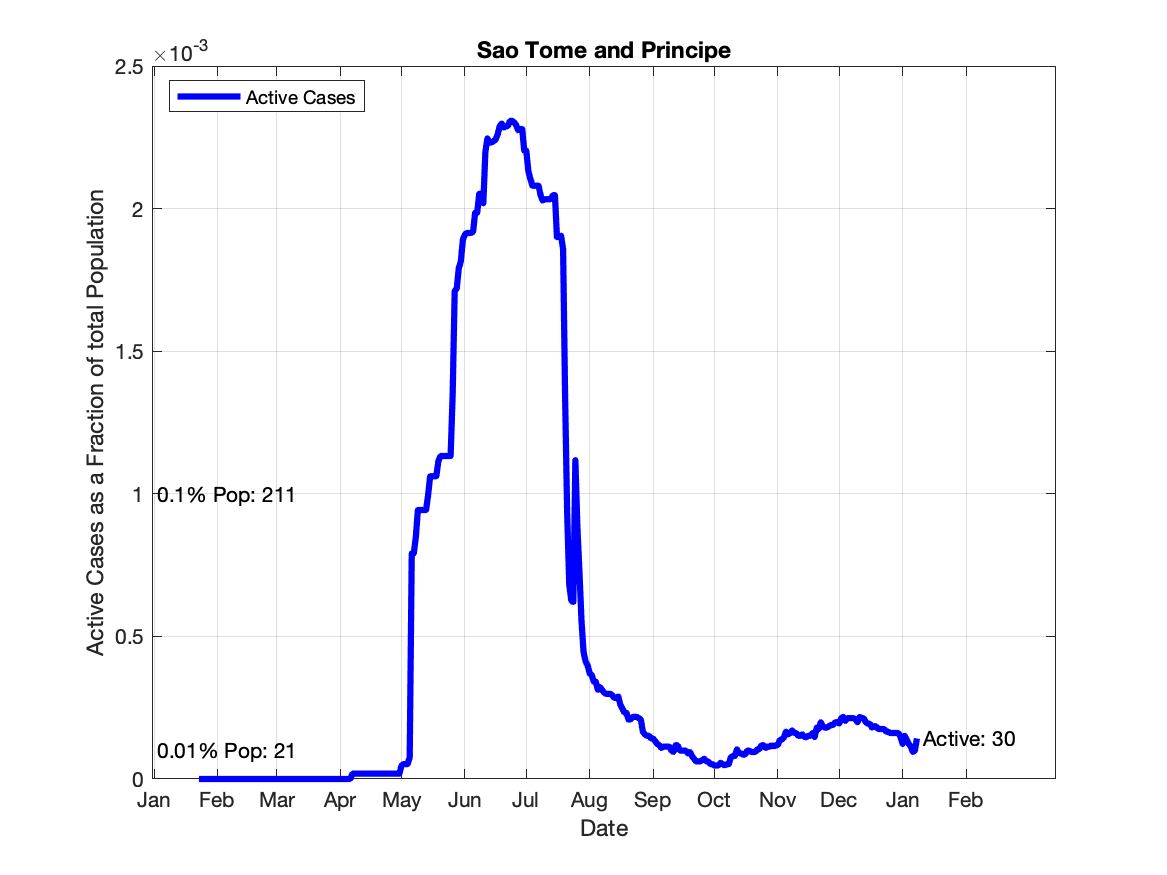 Sao Tome and Principe
×10-3
Active Cases
2.5
2
1.5
1
0.5
0
0.1% Pop: 211
0.01% Pop: 21
Active: 30
Active Cases as a Fraction of total Population
Jan Feb Mar Apr May Jun Jul Aug Sep Oct Nov Dec Jan Feb
Date